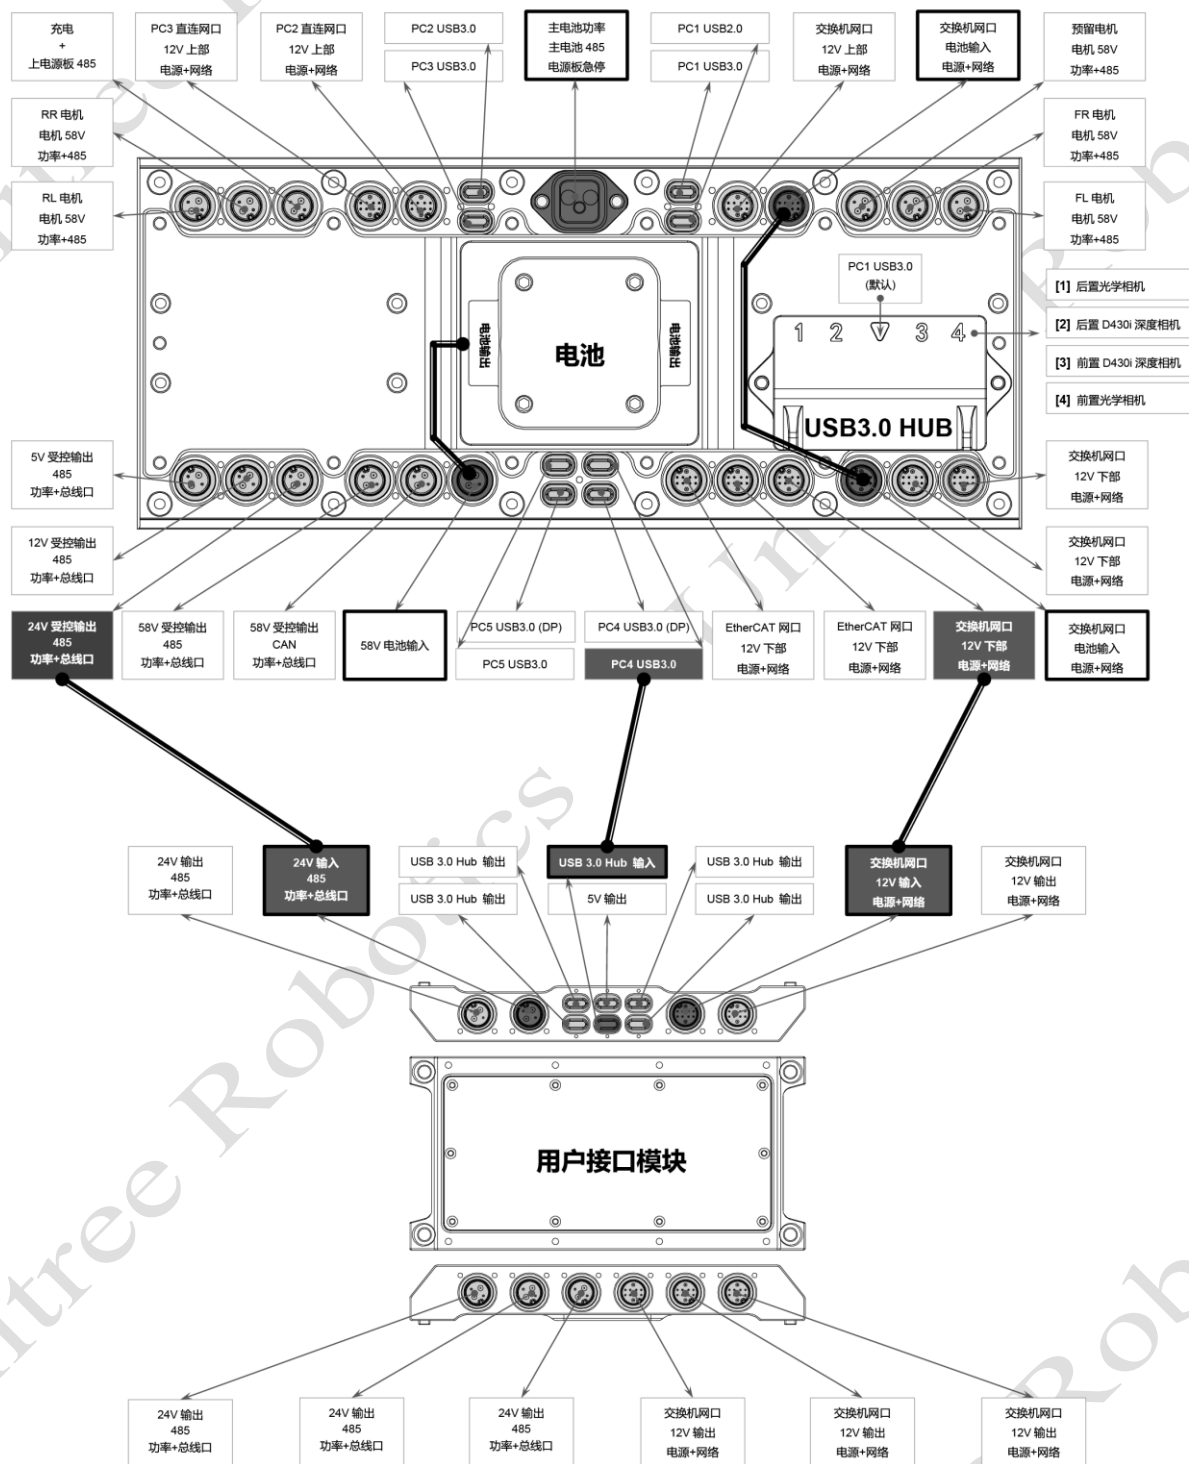 充电
+
上电源板 485
PC3 直连网口
12V 上部
电源+网络
PC2 直连网口
12V 上部
电源+网络
PC2 USB3.0
PC3 USB3.0
主电池功率
主电池 485
电源板急停
PC1 USB2.0
PC1 USB3.0
交换机网口
12V 上部
电源+网络
交换机网口
电池输入
电源+网络
预留电机
电机 58V
功率+485
RR 电机
电机 58V
功率+485
FR 电机
电机 58V
功率+485
RL 电机
电机 58V
功率+485
FL 电机
电机 58V
功率+485
PC1 USB3.0
(默认)
[1] 后置光学相机
[2] 后置 D430i 深度相机
[3] 前置 D430i 深度相机
[4] 前置光学相机
1 2 3 4
电池输出
电池
电池输出
USB3.0 HUB
5V 受控输出
485
功率+总线口
交换机网口
12V 下部
电源+网络
12V 受控输出
485
功率+总线口
交换机网口
12V 下部
电源+网络
24V 受控输出
485
功率+总线口
58V 受控输出
485
功率+总线口
58V 受控输出
CAN
功率+总线口
58V 电池输入
PC5 USB3.0 (DP)
PC5 USB3.0
PC4 USB3.0 (DP)
PC4 USB3.0
EtherCAT 网口
12V 下部
电源+网络
EtherCAT 网口
12V 下部
电源+网络
交换机网口
12V 下部
电源+网络
交换机网口
电池输入
电源+网络
24V 输出
485
功率+总线口
24V 输入
485
功率+总线口
USB 3.0 Hub 输出
USB 3.0 Hub 输出
USB 3.0 Hub 输入
5V 输出
USB 3.0 Hub 输出
USB 3.0 Hub 输出
交换机网口
12V 输入
电源+网络
交换机网口
12V 输出
电源+网络
用户接口模块
24V 输出
485
功率+总线口
24V 输出
485
功率+总线口
24V 输出
485
功率+总线口
交换机网口
12V 输出
电源+网络
交换机网口
12V 输出
电源+网络
交换机网口
12V 输出
电源+网络